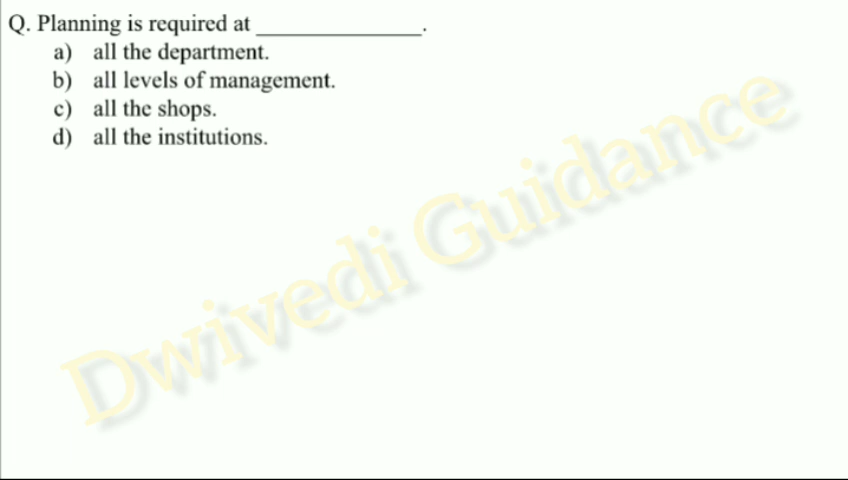 Q. Planning is required at _______________.
a) all the department.
b) all levels of management.
c) all the shops.
d) all the institutions.
Dwivedi Guidance